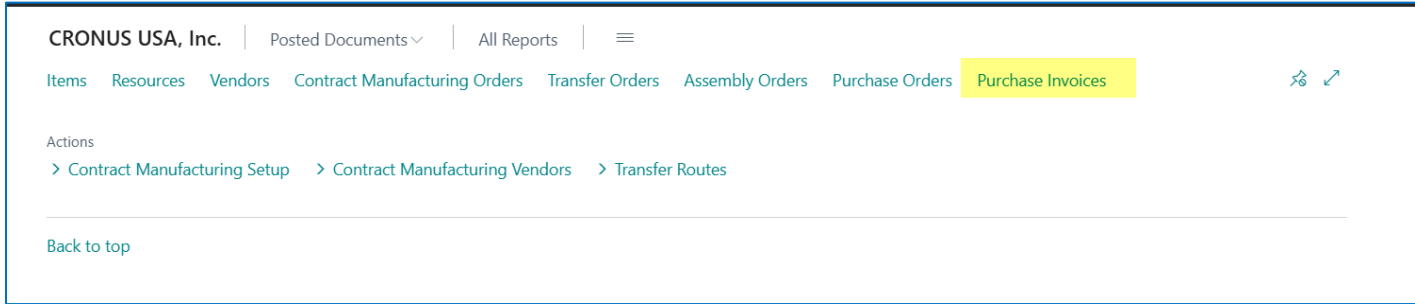 CRONUS USA, Inc. Posted Documents All Reports
Items Resources Vendors Contract Manufacturing Orders Transfer Orders Assembly Orders Purchase Orders Purchase Invoices
Actions
> Contract Manufacturing Setup > Contract Manufacturing Vendors > Transfer Routes
Back to top